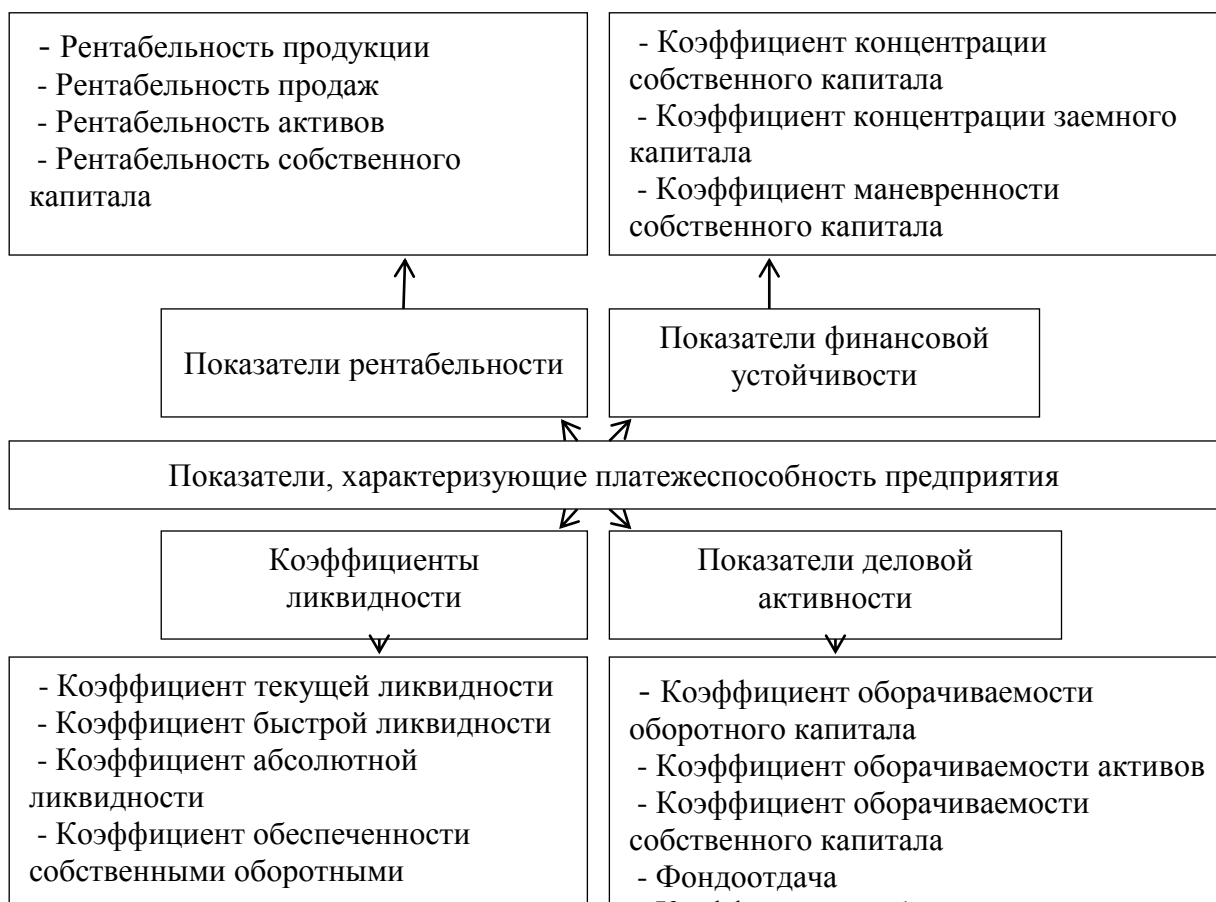 - Рентабельность продукции
- Рентабельность продаж
- Рентабельность активов
- Рентабельность собственного
капитала
- Коэффициент концентрации
собственного капитала
- Коэффициент концентрации заемного
капитала
- Коэффициент маневренности
собственного капитала
Показатели рентабельности
Показатели финансовой
устойчивости
Показатели, характеризующие платежеспособность предприятия
Коэффициенты
ликвидности
Показатели деловой
активности
- Коэффициент текущей ликвидности
- Коэффициент быстрой ликвидности
- Коэффициент абсолютной
ликвидности
- Коэффициент обеспеченности
собственными оборотными
- Коэффициент оборачиваемости
оборотного капитала
- Коэффициент оборачиваемости активов
- Коэффициент оборачиваемости
собственного капитала
- Фондоотдача